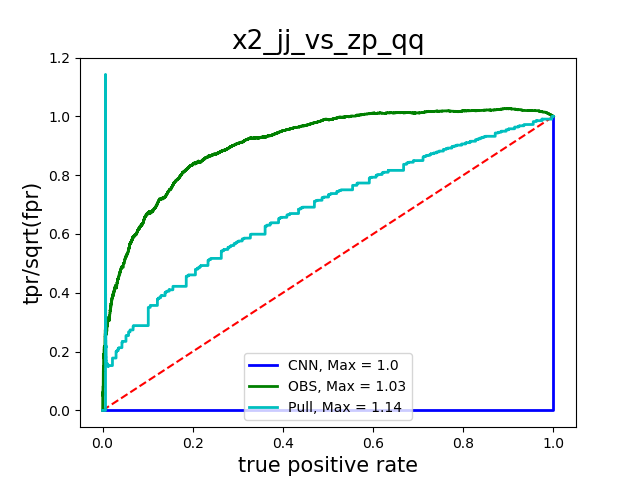 x2_jj_vs_zp_qq
tpr/sqrt(fpr)
1.2
1.0
0.8
0.6
0.4
0.2
0.0
CNN, Max = 1.0
OBS, Max = 1.03
Pull, Max = 1.14
0.0 0.2 0.4 0.6 0.8 1.0
true positive rate